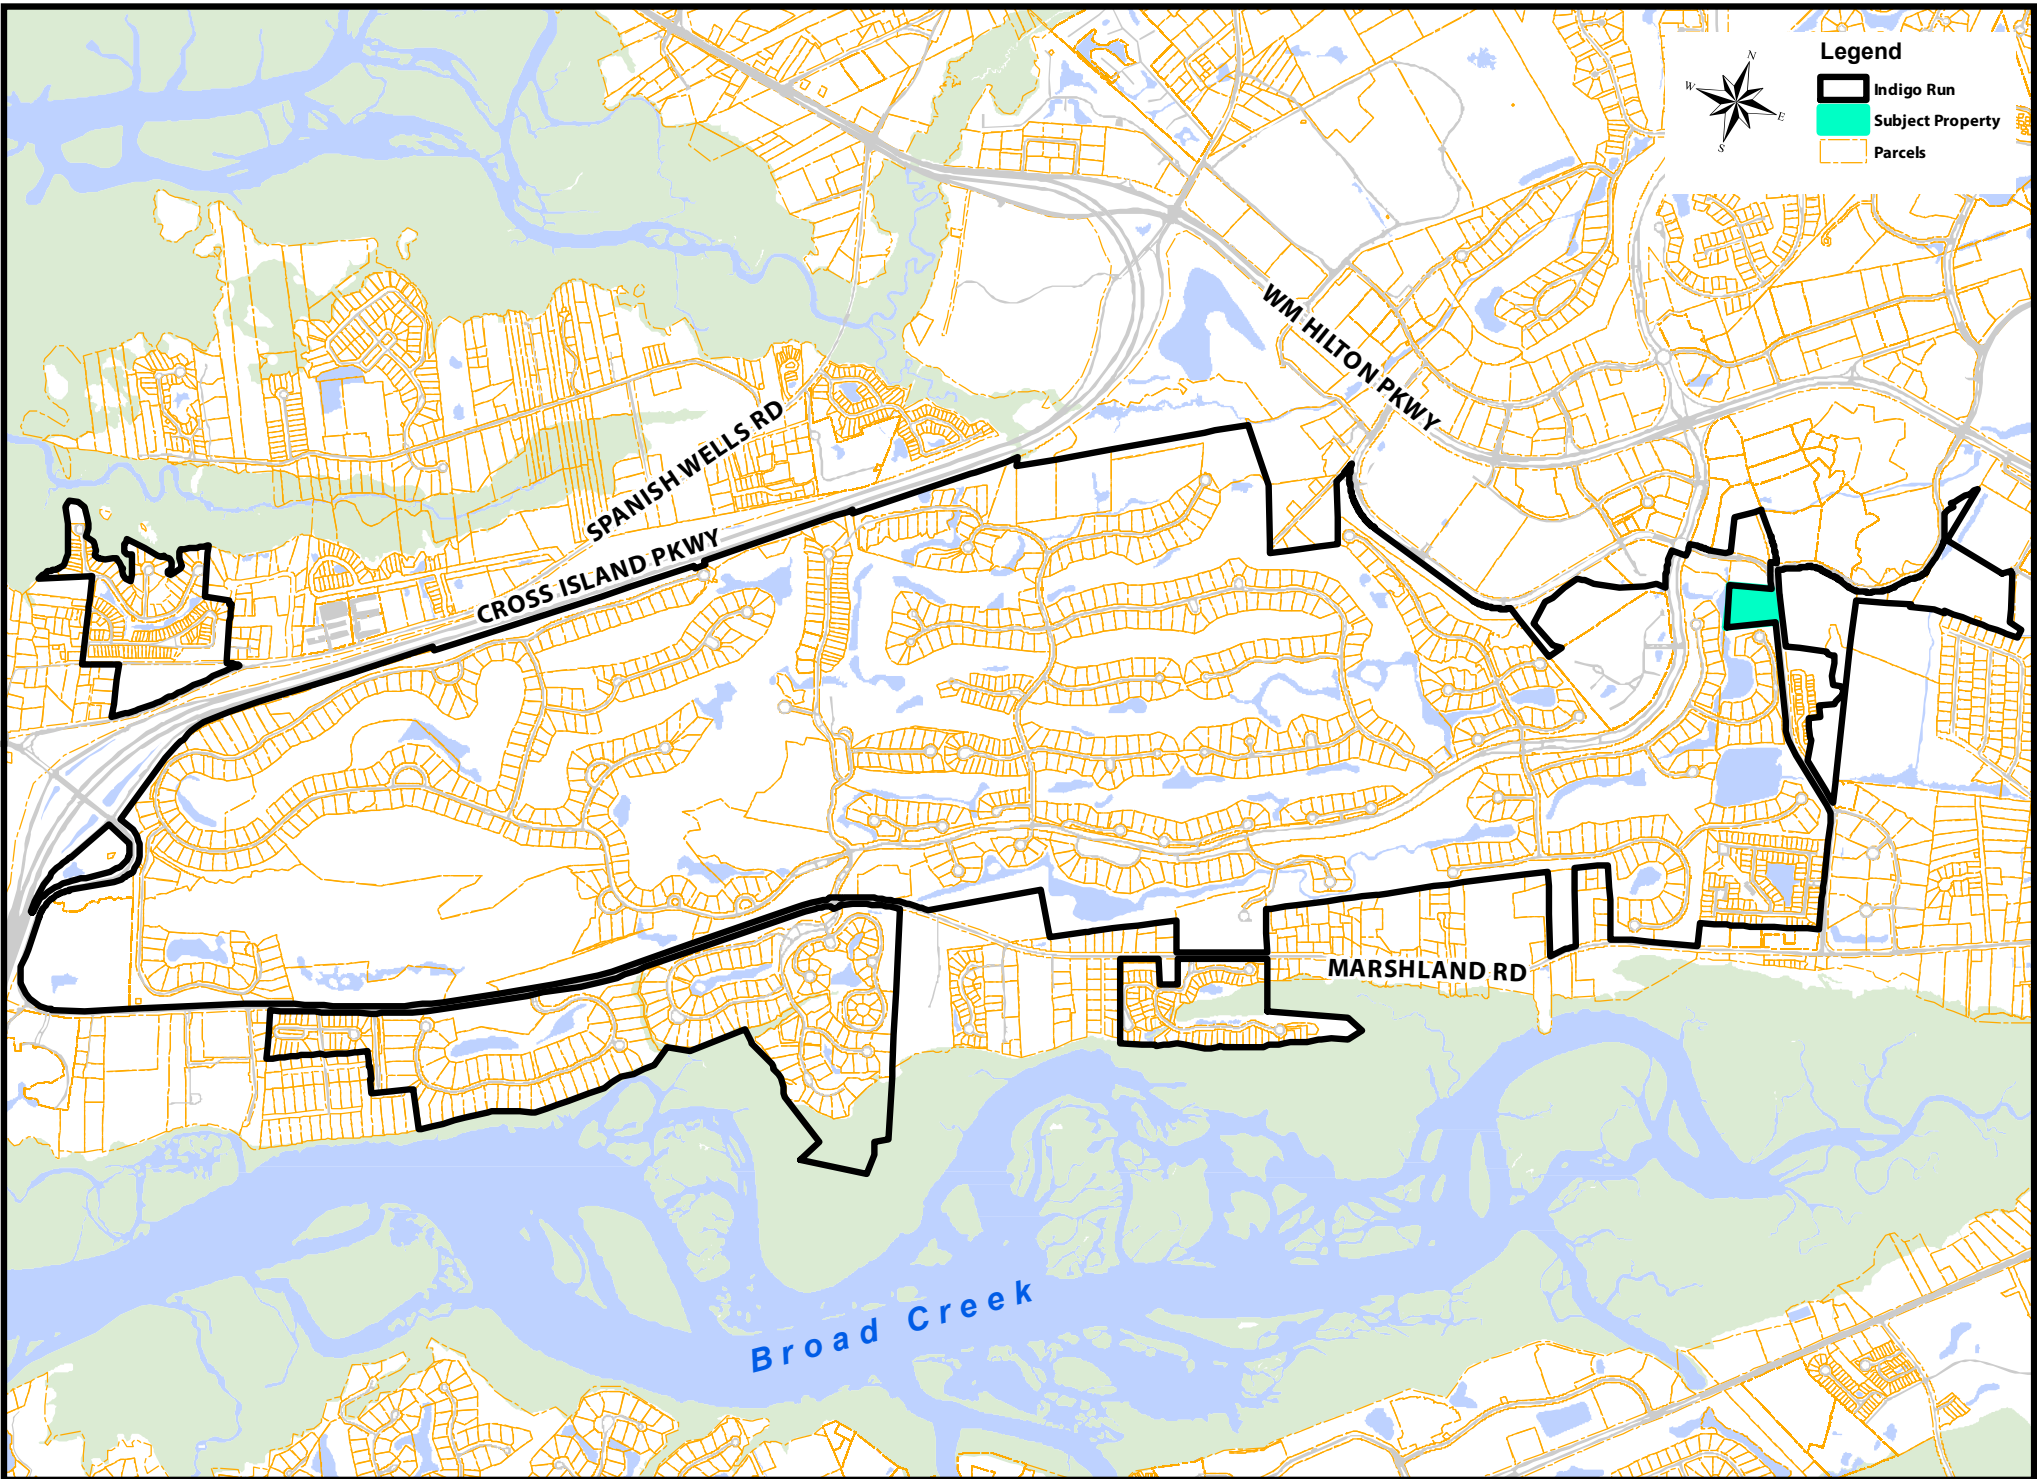 Legend
N
W
E
S
Indigo Run
Subject Property
Parcels
WM HILTON PKWY
SPANISH WELLS RD
CROSS ISLAND PKWY
MARSHLAND RD
Broad Creek